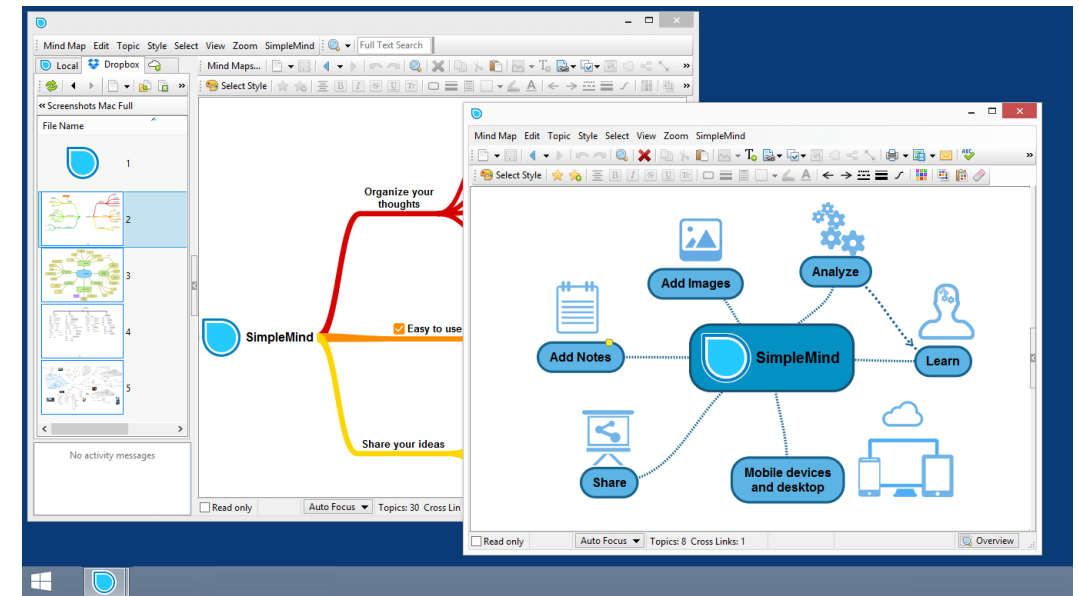 Mind Map Edit Topic Style Select View Zoom SimpleMind Full Text Search
Local Dropbox
Mind Maps...
Select Style
Screenshots Mac Full
File Name
1
2
3
4
5
No activity messages
Organize your
thoughts
SimpleMind
Easy to use
Share your ideas
Read only Auto Focus Topics: 30 Cross Lin
Mind Map Edit Topic Style Select View Zoom SimpleMind
ABC
Select Style
Add Images
Analyze
Add Notes
SimpleMind
Learn
Share
Mobile devices
and desktop
Read only Auto Focus Topics: 8 Cross Links: 1 Overview